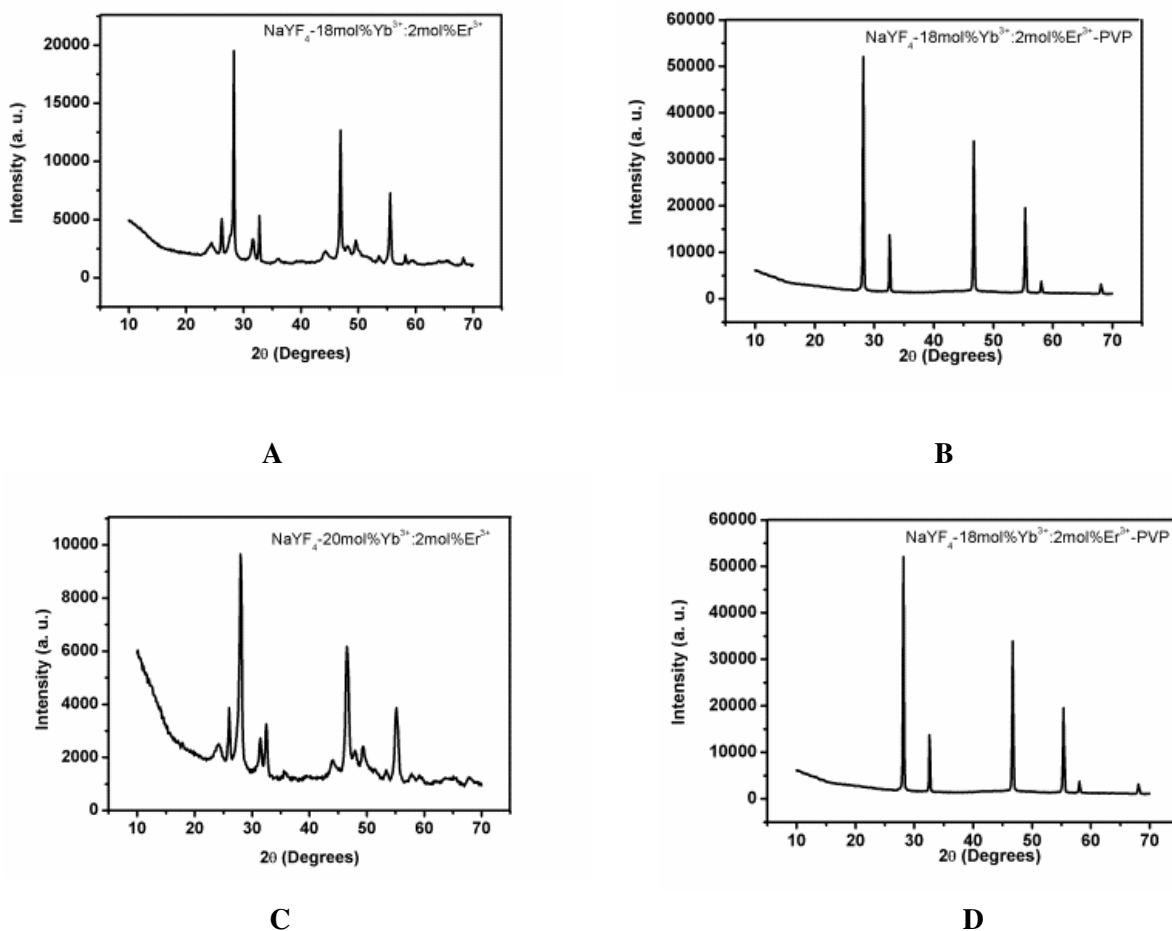 NaYF₄-18mol%Yb³⁺:2mol%Er³⁺
20000
15000
10000
5000
0
Intensity (a. u.)
10 20 30 40 50 60 70
2θ (Degrees)
A
NaYF₄-18mol%Yb³⁺:2mol%Er³⁺-PVP
60000
50000
40000
30000
20000
10000
0
Intensity (a. u.)
10 20 30 40 50 60 70
2θ (Degrees)
B
NaYF₄-20mol%Yb³⁺:2mol%Er³⁺
10000
8000
6000
4000
2000
0
Intensity (a. u.)
10 20 30 40 50 60 70
2θ (Degrees)
C
NaYF₄-18mol%Yb³⁺:2mol%Er³⁺-PVP
60000
50000
40000
30000
20000
10000
0
Intensity (a. u.)
10 20 30 40 50 60 70
2θ (Degrees)
D